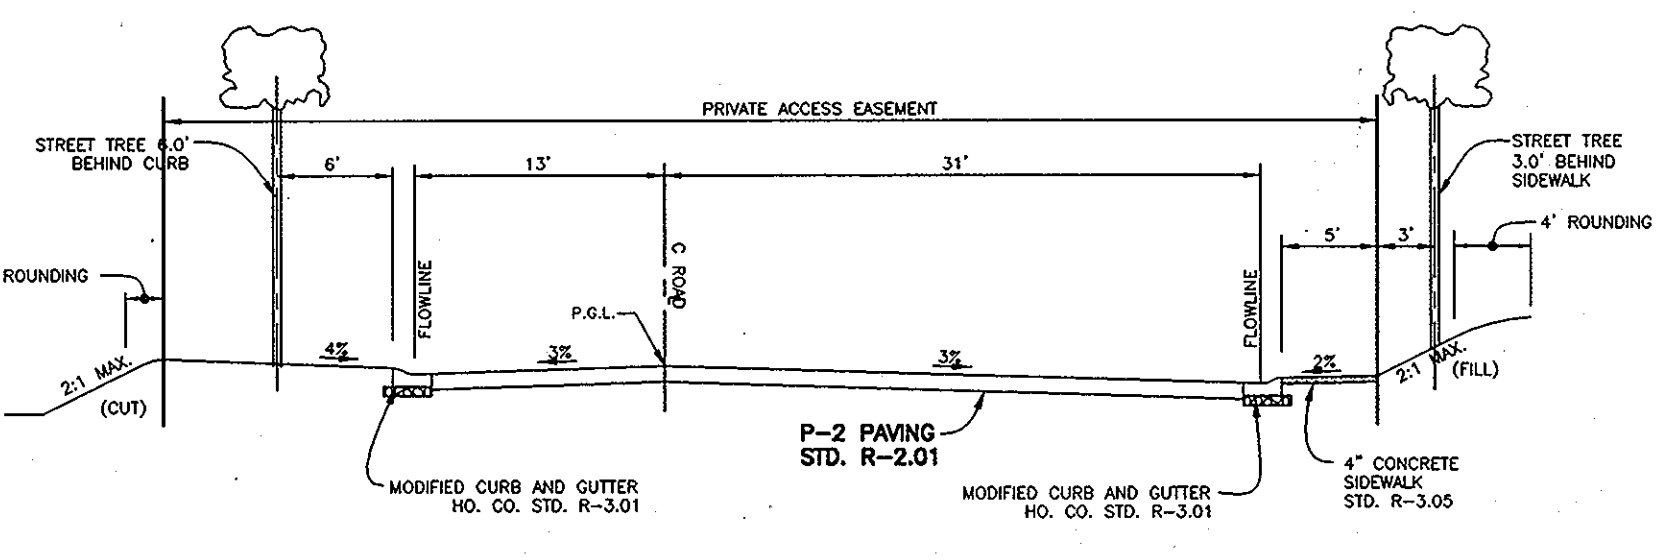 PRIVATE ACCESS EASEMENT
STREET TREE 6.0'
BEHIND CURB
6'
13'
31'
STREET TREE
3.0' BEHIND
SIDEWALK
4' ROUNDING
5'
3'
ROUNDING
FLOWLINE
C ROAD
FLOWLINE
P.G.L.
4%
3%
3%
2%
2:1 MAX.
(CUT)
2:1 MAX.
(FILL)
P-2 PAVING
STD. R-2.01
MODIFIED CURB AND GUTTER
HO. CO. STD. R-3.01
MODIFIED CURB AND GUTTER
HO. CO. STD. R-3.01
4" CONCRETE
SIDEWALK
STD. R-3.05